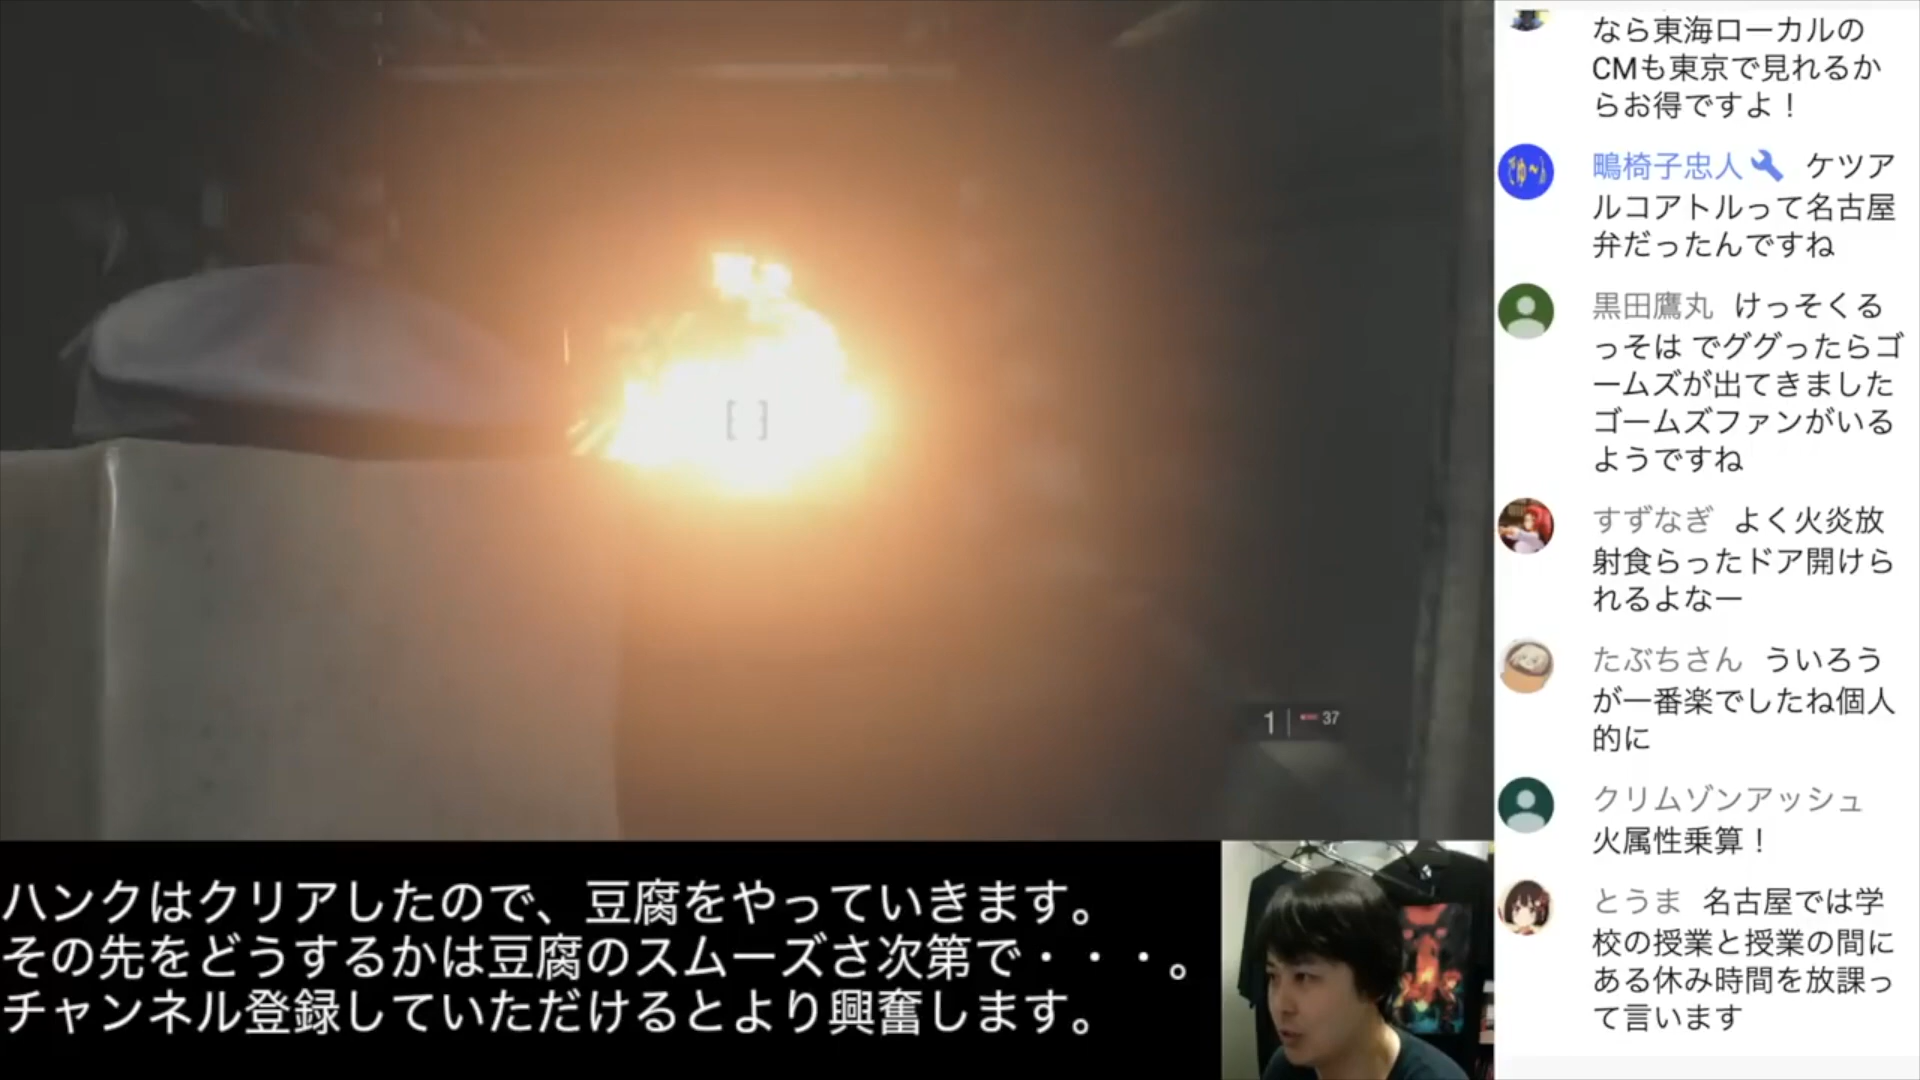 なら東海ローカルの
CMも東京で見れるか
らお得ですよ！
鴫椅子忠人 ケツア
ルコアトルって名古屋
弁だったんですね
黒田鷹丸 けっそくる
っそは でググったらゴ
ームズが出てきました
ゴームズファンがいる
ようですね
すずなぎ よく火炎放
射食らったドア開けら
れるよなー
たぶちさん ういろう
が一番楽でしたね個人
的に
クリムゾンアッシュ
火属性乗算！
とうま 名古屋では学
校の授業と授業の間に
ある休み時間を放課っ
て言います
1 37
ハンクはクリアしたので、豆腐をやっていきます。
その先をどうするかは豆腐のスムーズさ次第で・・・。
チャンネル登録していただけるとより興奮します。